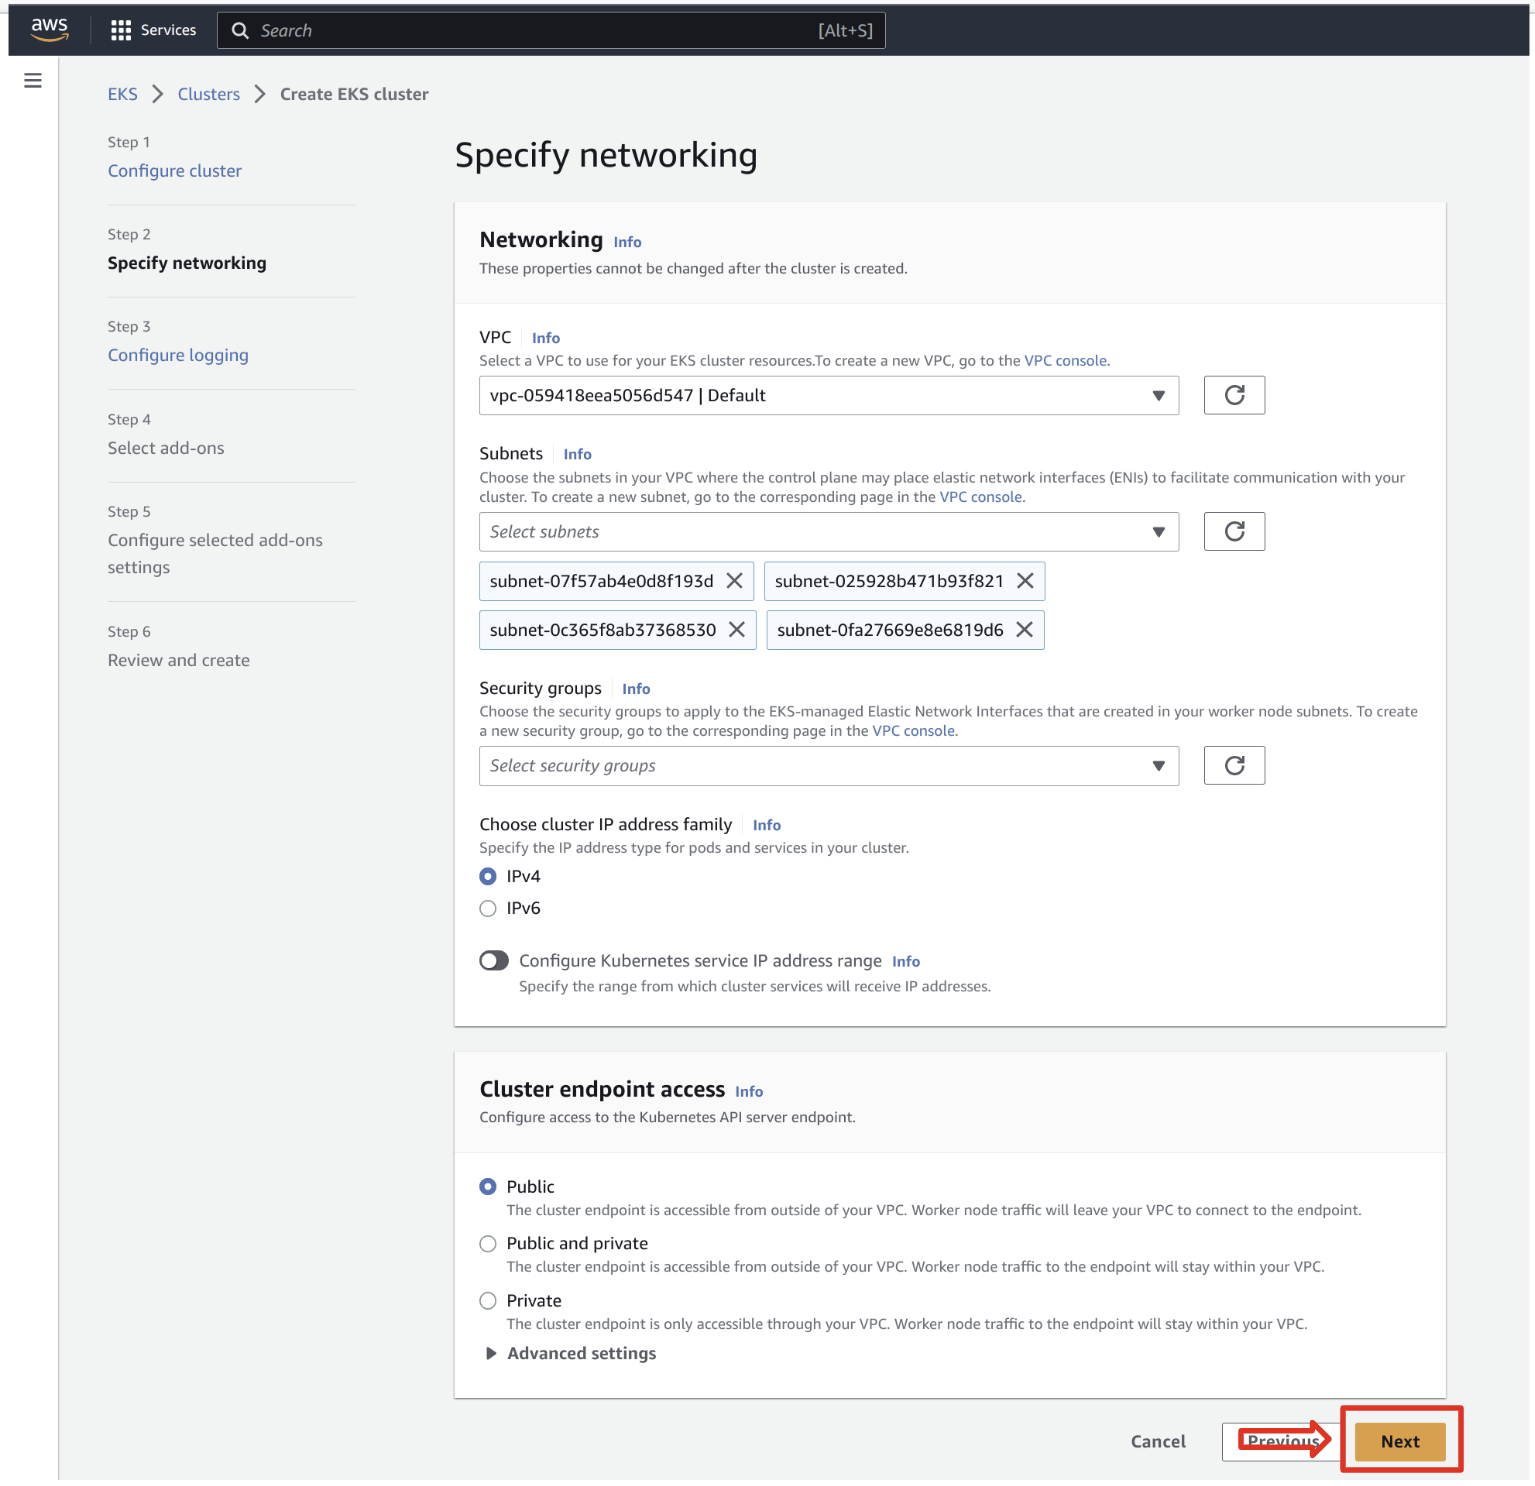 aws
Services
Search
[Alt+S]
EKS
Clusters
Create EKS cluster
Step 1
Configure cluster
Step 2
Specify networking
Step 3
Configure logging
Step 4
Select add-ons
Step 5
Configure selected add-ons
settings
Step 6
Review and create
Specify networking
Networking Info
These properties cannot be changed after the cluster is created.
VPC Info
Select a VPC to use for your EKS cluster resources.To create a new VPC, go to the VPC console.
vpc-059418eea5056d547 | Default
Subnets Info
Choose the subnets in your VPC where the control plane may place elastic network interfaces (ENIs) to facilitate communication with your
cluster. To create a new subnet, go to the corresponding page in the VPC console.
Select subnets
subnet-07f57ab4e0d8f193d
subnet-025928b471b93f821
subnet-0c365f8ab37368530
subnet-0fa27669e8e6819d6
Security groups Info
Choose the security groups to apply to the EKS-managed Elastic Network Interfaces that are created in your worker node subnets. To create
a new security group, go to the corresponding page in the VPC console.
Select security groups
Choose cluster IP address family Info
Specify the IP address type for pods and services in your cluster.
IPv4
IPv6
Configure Kubernetes service IP address range Info
Specify the range from which cluster services will receive IP addresses.
Cluster endpoint access Info
Configure access to the Kubernetes API server endpoint.
Public
The cluster endpoint is accessible from outside of your VPC. Worker node traffic will leave your VPC to connect to the endpoint.
Public and private
The cluster endpoint is accessible from outside of your VPC. Worker node traffic to the endpoint will stay within your VPC.
Private
The cluster endpoint is only accessible through your VPC. Worker node traffic to the endpoint will stay within your VPC.
Advanced settings
Cancel
Previous
Next